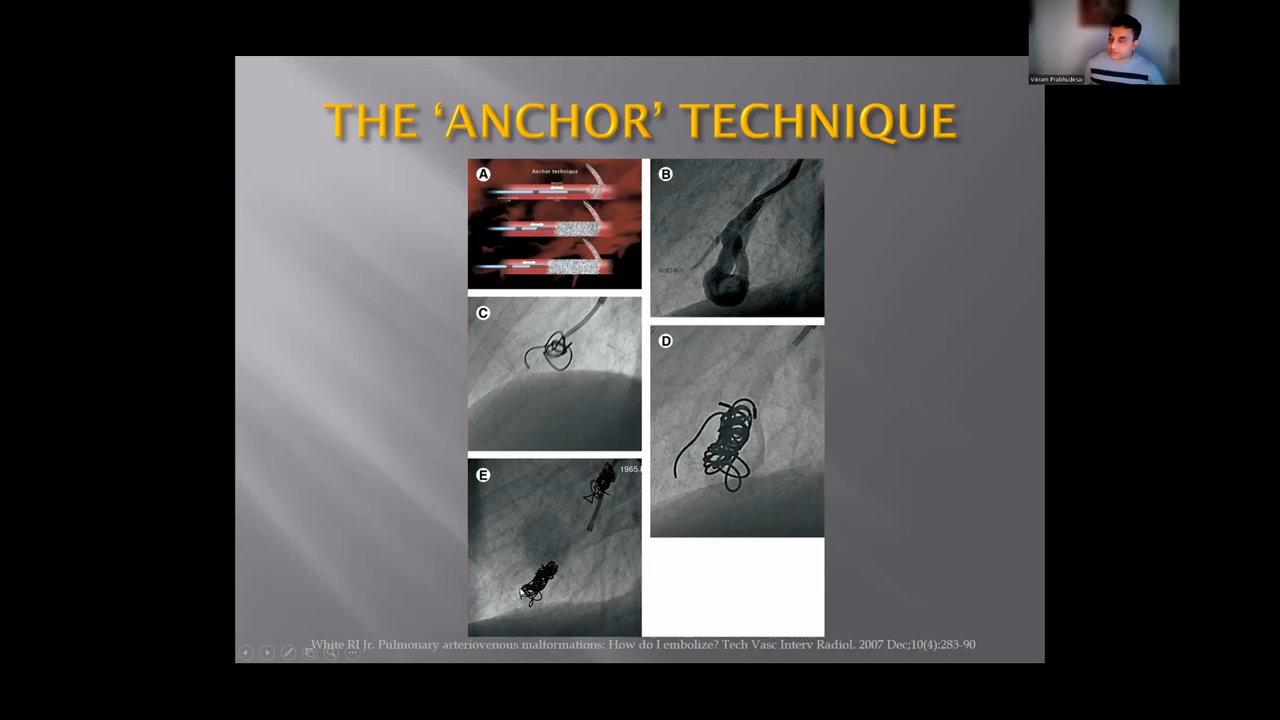 Vikram Prabhudesai
THE ‘ANCHOR’ TECHNIQUE
A
Anchor technique
B
C
D
E
1965.
White RI Jr. Pulmonary arteriovenous malformations: How do I embolize? Tech Vasc Interv Radiol. 2007 Dec;10(4):283-90